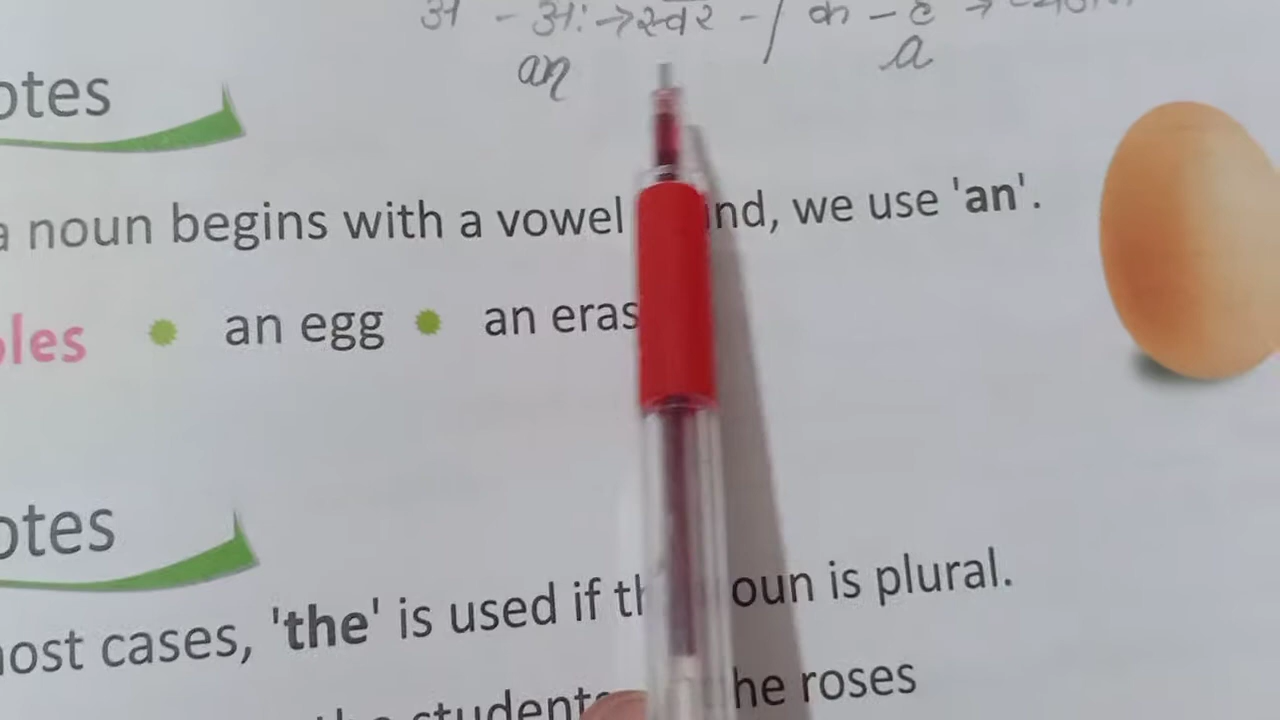 अ - अः → स्वर - / क - ह →
an a
otes
a noun begins with a vowel nd, we use 'an'.
les an egg an eras
otes
ost cases, 'the' is used if th oun is plural.
students he roses